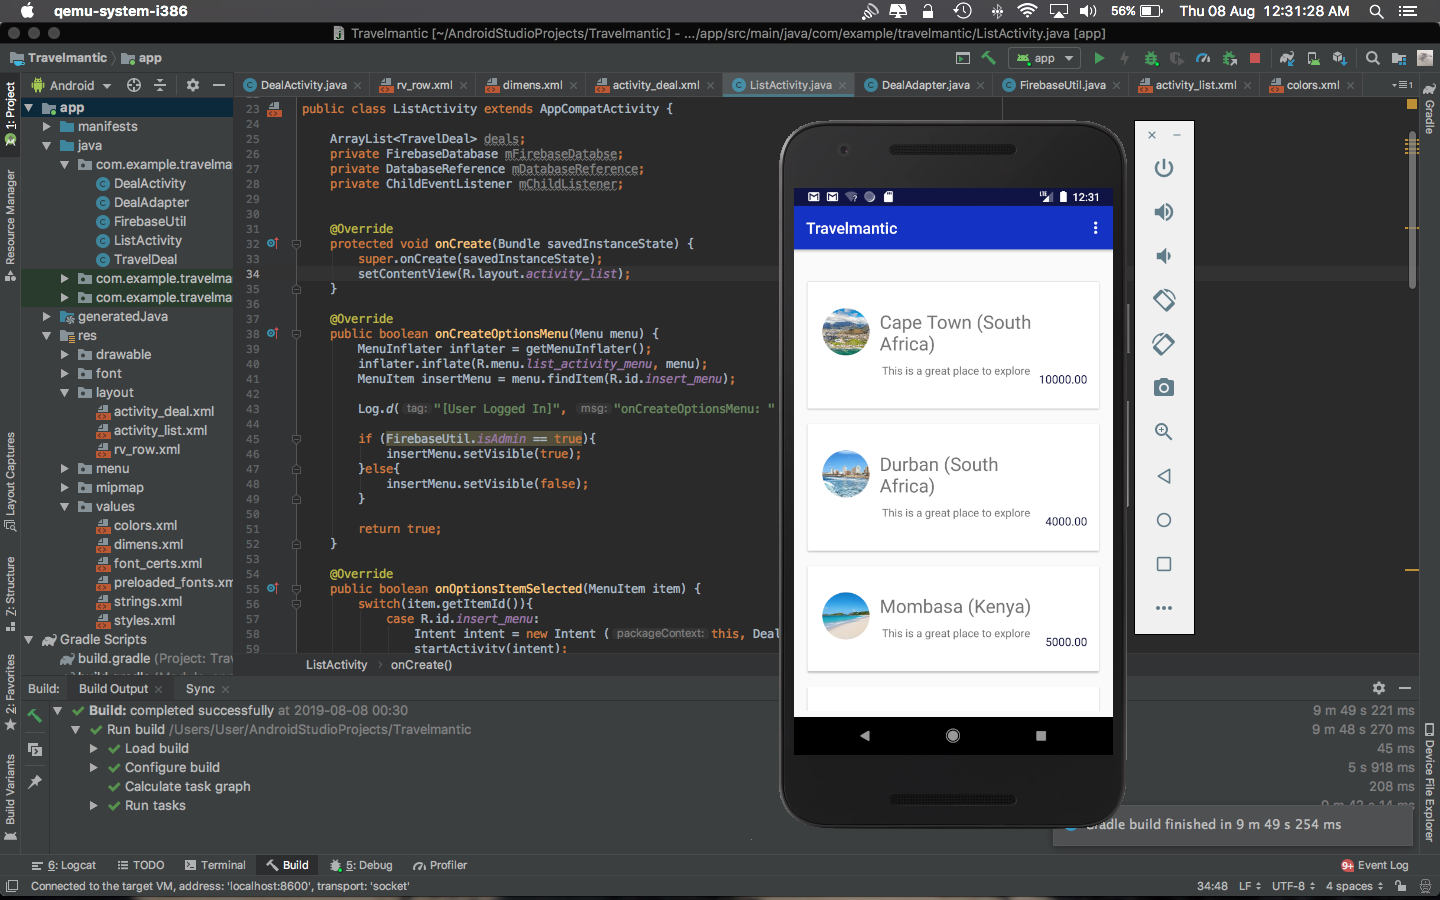 qemu-system-i386
56%
Thu 08 Aug 12:31:28 AM
Travelmantic [~/AndroidStudioProjects/Travelmantic] - .../app/src/main/java/com/example/travelmantic/ListActivity.java [app]
Travelmantic
app
app
Android
DealActivity.java
rv_row.xml
dimens.xml
activity_deal.xml
ListActivity.java
DealAdapter.java
FirebaseUtil.java
activity_list.xml
colors.xml
1
1: Project
Resource Manager
Layout Captures
Z: Structure
2: Favorites
Build Variants
Gradle
Device File Explorer
app
manifests
java
com.example.travelma
DealActivity
DealAdapter
FirebaseUtil
ListActivity
TravelDeal
com.example.travelma
com.example.travelma
generatedJava
res
drawable
font
layout
activity_deal.xml
activity_list.xml
rv_row.xml
menu
mipmap
values
colors.xml
dimens.xml
font_certs.xml
preloaded_fonts.xm
strings.xml
styles.xml
Gradle Scripts
build.gradle (Project: Tra
23 public class ListActivity extends AppCompatActivity {
24
25 ArrayList<TravelDeal> deals;
26 private FirebaseDatabase mFirebaseDatabse;
27 private DatabaseReference mDatabaseReference;
28 private ChildEventListener mChildListener;
29
30
31 @Override
32 protected void onCreate(Bundle savedInstanceState) {
33 super.onCreate(savedInstanceState);
34 setContentView(R.layout.activity_list);
35 }
36
37 @Override
38 public boolean onCreateOptionsMenu(Menu menu) {
39 MenuInflater inflater = getMenuInflater();
40 inflater.inflate(R.menu.list_activity_menu, menu);
41 MenuItem insertMenu = menu.findItem(R.id.insert_menu);
42
43 Log.d( tag: "[User Logged In]", msg: "onCreateOptionsMenu: "
44
45 if (FirebaseUtil.isAdmin == true){
46 insertMenu.setVisible(true);
47 }else{
48 insertMenu.setVisible(false);
49 }
50
51 return true;
52 }
53
54 @Override
55 public boolean onOptionsItemSelected(MenuItem item) {
56 switch(item.getItemId()){
57 case R.id.insert_menu:
58 Intent intent = new Intent ( packageContext: this, Deal
59 startActivity(intent);
ListActivity
onCreate()
LTE
12:31
Travelmantic
Cape Town (South
Africa)
This is a great place to explore
10000.00
Durban (South
Africa)
This is a great place to explore
4000.00
Mombasa (Kenya)
This is a great place to explore
5000.00
Build:
Build Output
Sync
Build: completed successfully at 2019-08-08 00:30
9 m 49 s 221 ms
Run build /Users/User/AndroidStudioProjects/Travelmantic
9 m 48 s 270 ms
Load build
45 ms
Configure build
5 s 918 ms
Calculate task graph
208 ms
Run tasks
Gradle build finished in 9 m 49 s 254 ms
6: Logcat
TODO
Terminal
Build
5: Debug
Profiler
9+
Event Log
Connected to the target VM, address: 'localhost:8600', transport: 'socket'
34:48
LF
UTF-8
4 spaces